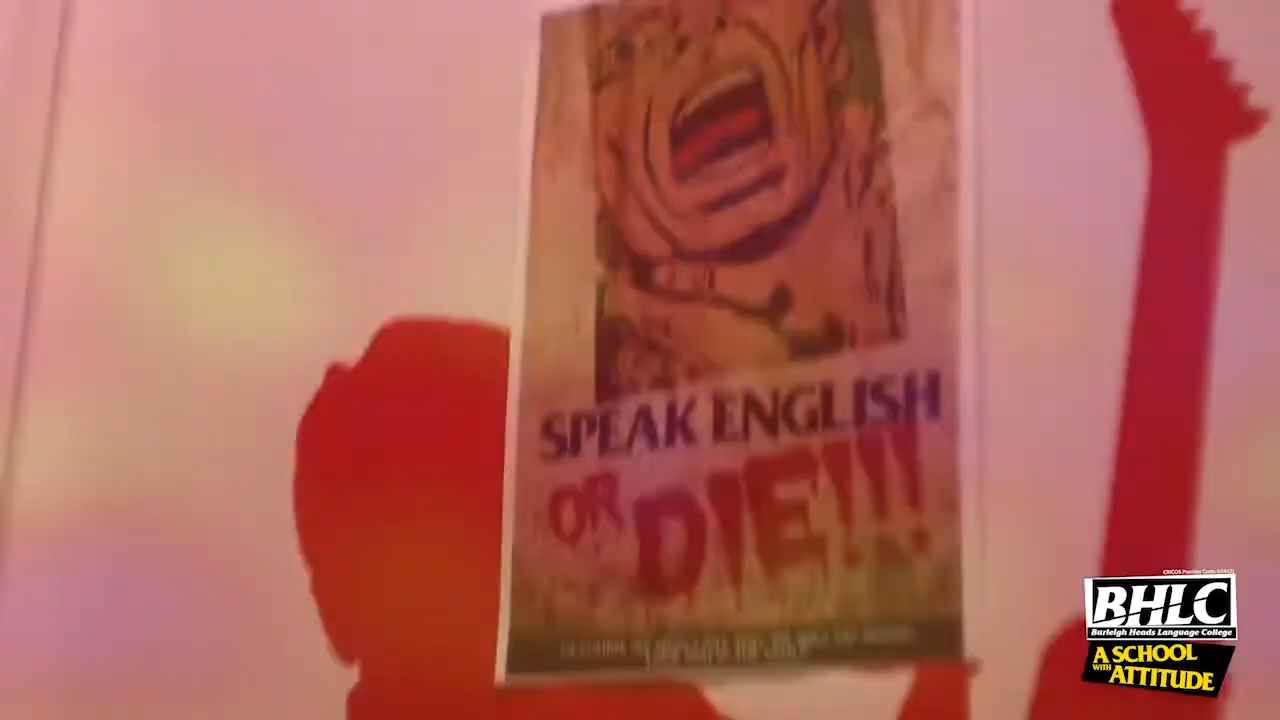 SPEAK ENGLISH
OR DIE!!!
BHLC
Burleigh Heads Language College
A SCHOOL
WITH ATTITUDE